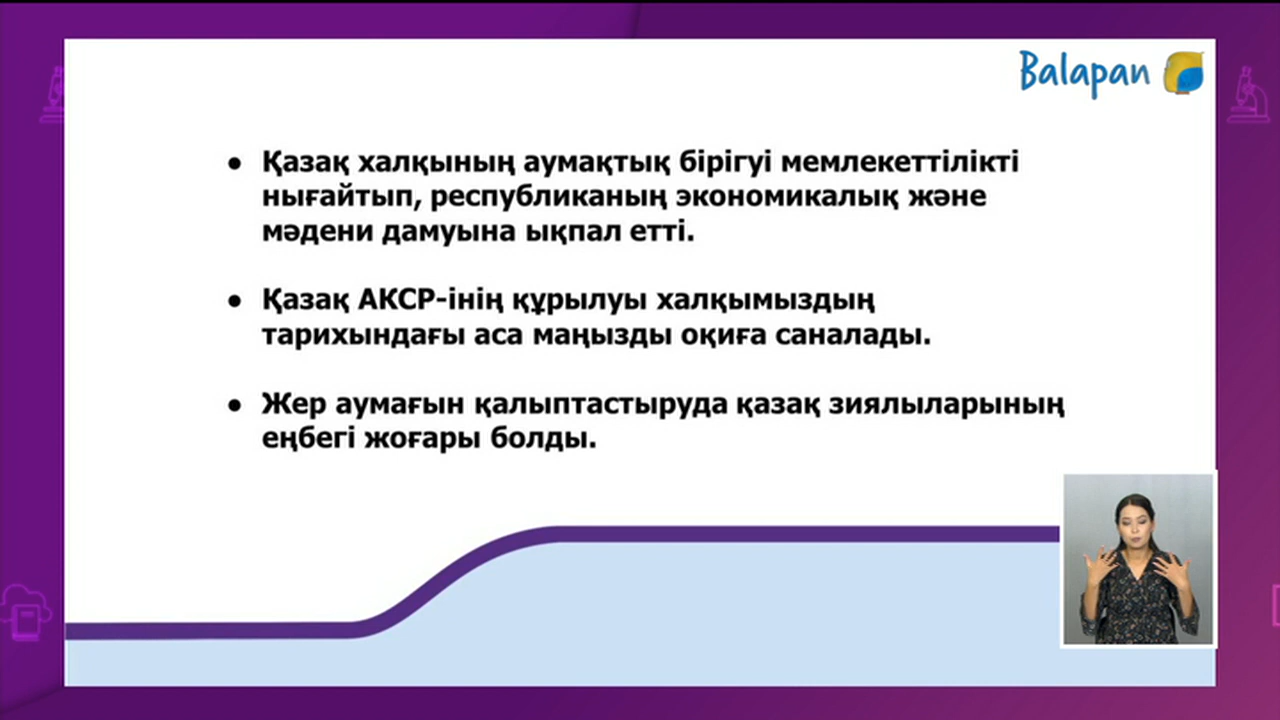 Balapan
● Қазақ халқының аумақтық бірігуі мемлекеттілікті
нығайтып, республиканың экономикалық және
мәдени дамуына ықпал етті.
● Қазақ АКСР-інің құрылуы халқымыздың
тарихындағы аса маңызды оқиға саналады.
● Жер аумағын қалыптастыруда қазақ зиялыларының
еңбегі жоғары болды.